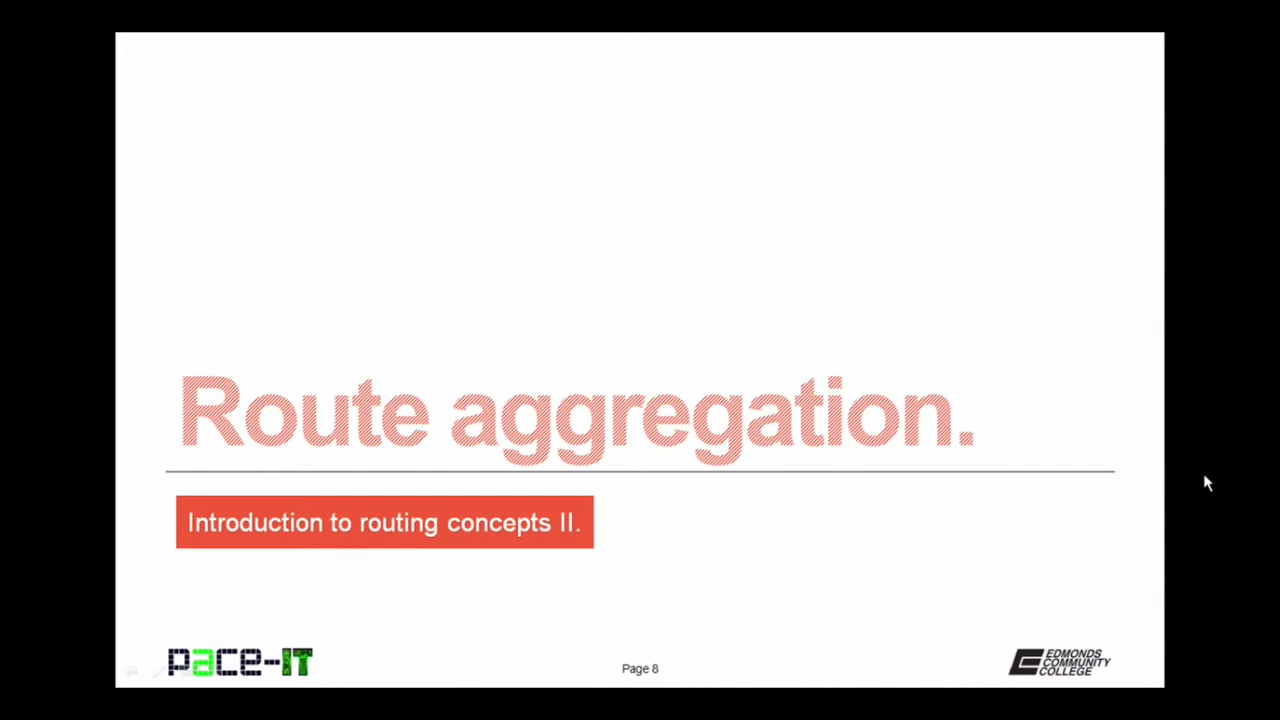 Route aggregation.
Introduction to routing concepts II.
pace-IT
Page 8
EDMONDS
COMMUNITY
COLLEGE